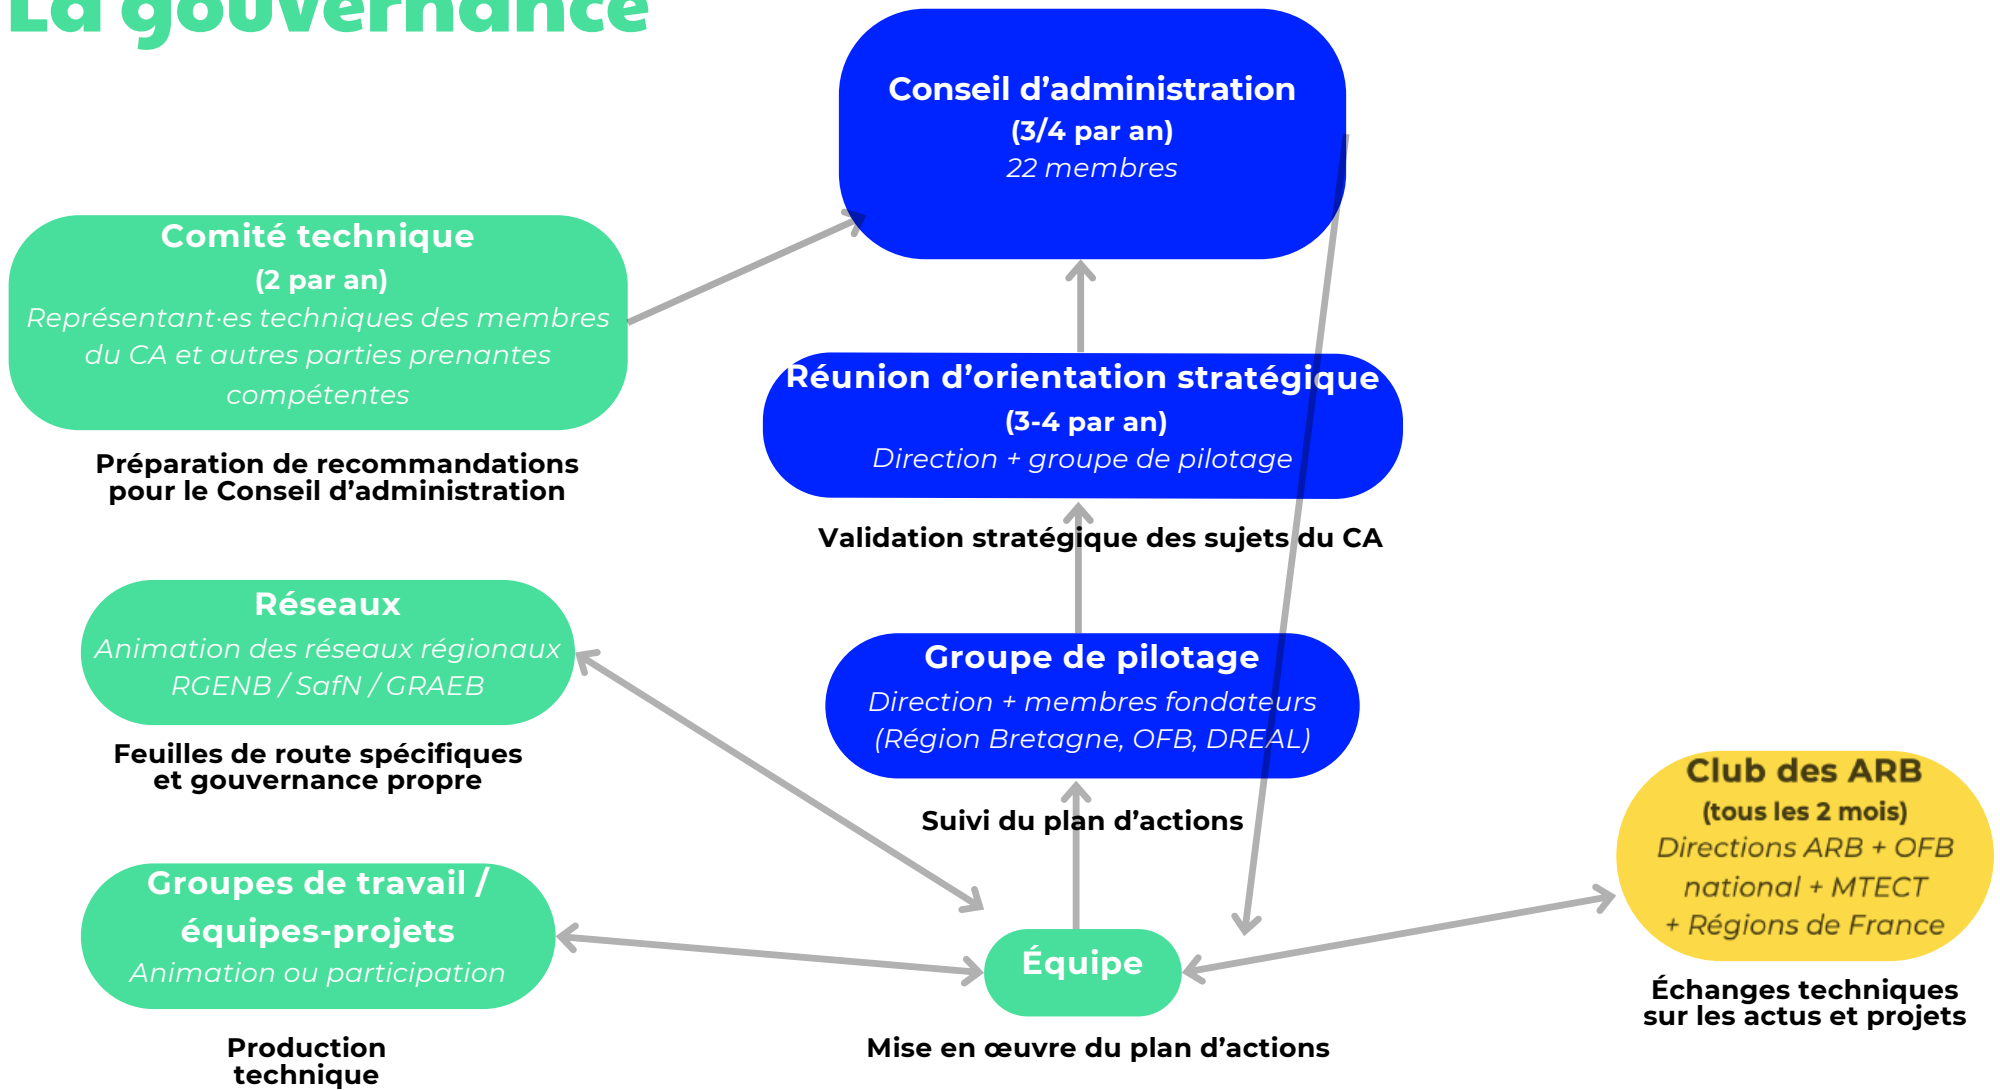 La gouvernance
Conseil d’administration
(3/4 par an)
22 membres
Comité technique
(2 par an)
Représentant·es techniques des membres
du CA et autres parties prenantes
compétentes
Préparation de recommandations
pour le Conseil d’administration
Réunion d’orientation stratégique
(3-4 par an)
Direction + groupe de pilotage
Validation stratégique des sujets du CA
Réseaux
Animation des réseaux régionaux
RGENB / SafN / GRAEB
Feuilles de route spécifiques
et gouvernance propre
Groupe de pilotage
Direction + membres fondateurs
(Région Bretagne, OFB, DREAL)
Suivi du plan d’actions
Club des ARB
(tous les 2 mois)
Directions ARB + OFB
national + MTECT
+ Régions de France
Échanges techniques
sur les actus et projets
Groupes de travail /
équipes-projets
Animation ou participation
Production
technique
Équipe
Mise en œuvre du plan d’actions